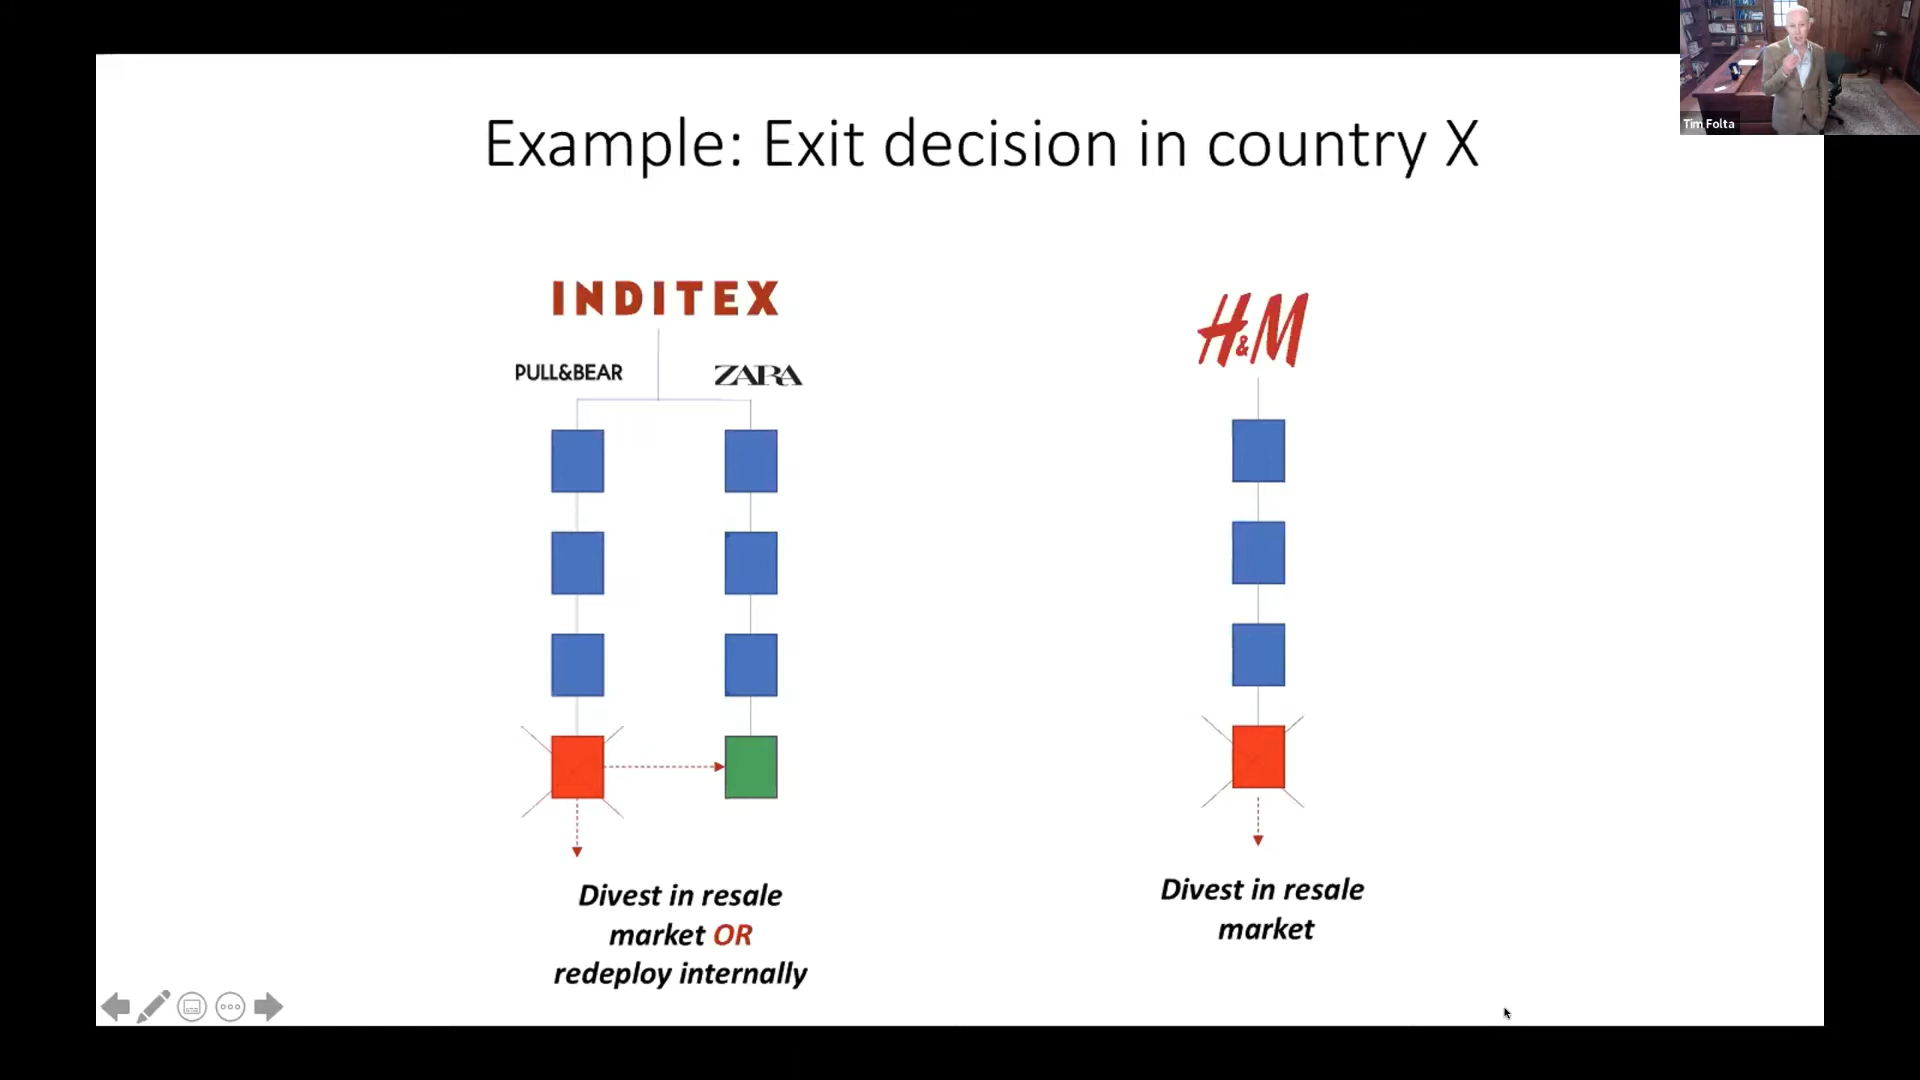 Tim Folta
Example: Exit decision in country X
INDITEX
PULL&BEAR
ZARA
Divest in resale
market OR
redeploy internally
H&M
Divest in resale
market